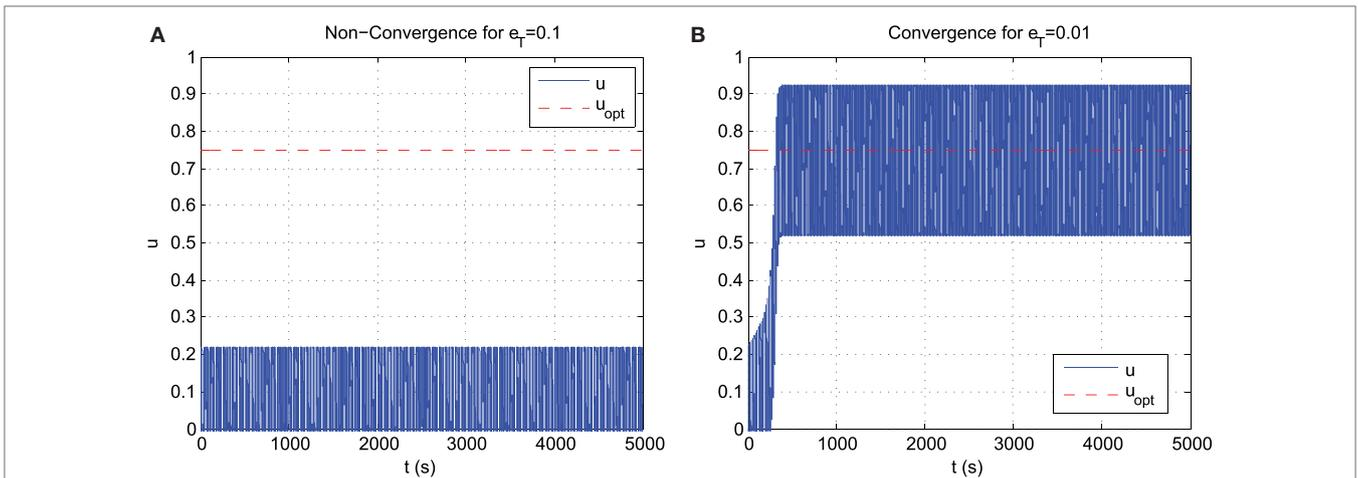 A
Non−Convergence for e_T=0.1
1
0.9
0.8
0.7
0.6
0.5
0.4
0.3
0.2
0.1
0
u
0 1000 2000 3000 4000 5000
t (s)
u
u_opt
B
Convergence for e_T=0.01
1
0.9
0.8
0.7
0.6
0.5
0.4
0.3
0.2
0.1
0
u
0 1000 2000 3000 4000 5000
t (s)
u
u_opt